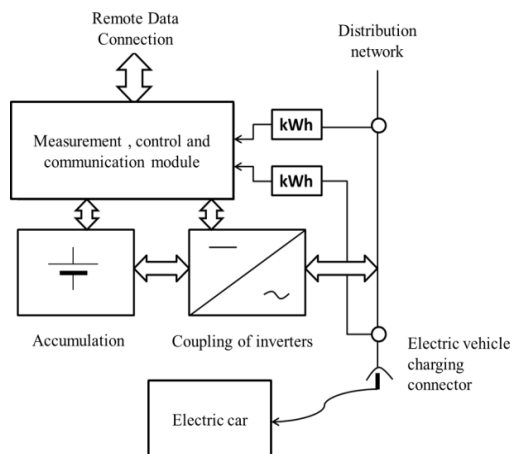 Remote Data
Connection
Distribution
network
kWh
Measurement , control and
communication module
kWh
Accumulation
Coupling of inverters
Electric vehicle
charging
connector
Electric car